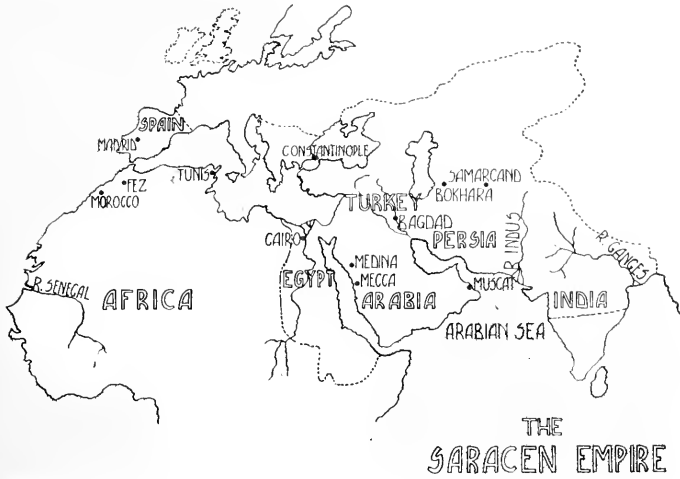 SPAIN
MADRID
CONSTANTINOPLE
TUNIS
FEZ
MOROCCO
SAMARCAND
BOKHARA
TURKEY
BAGDAD
PERSIA
R. INDUS
R. GANGES
CAIRO
MEDINA
MECCA
EGYPT
ARABIA
MUSCAT
R. SENEGAL
AFRICA
INDIA
ARABIAN SEA
THE
SARACEN EMPIRE